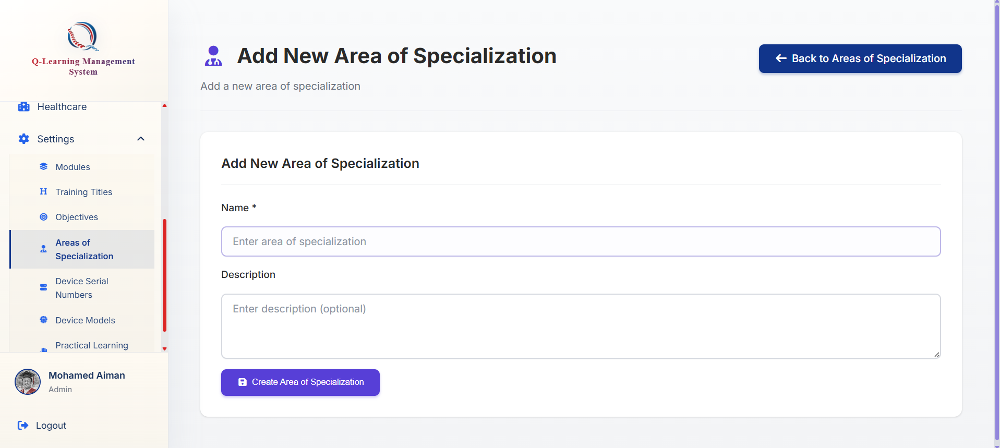 Q-Learning Management
System
Healthcare
Settings
Modules
Training Titles
Objectives
Areas of
Specialization
Device Serial
Numbers
Device Models
Practical Learning
Mohamed Aiman
Admin
Logout
Add New Area of Specialization
Add a new area of specialization
Back to Areas of Specialization
Add New Area of Specialization
Name *
Enter area of specialization
Description
Enter description (optional)
Create Area of Specialization